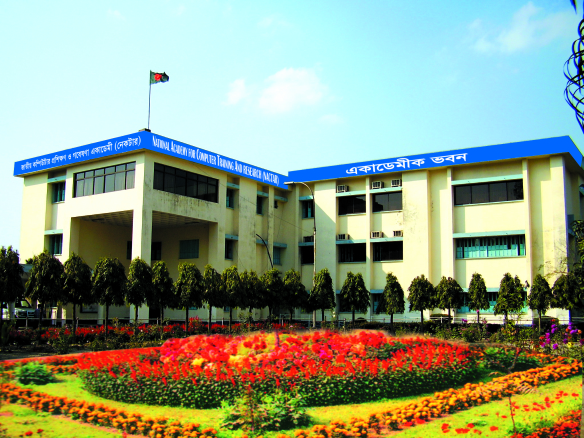 জাতীয় কম্পিউটার প্রশিক্ষণ ও গবেষণা একাডেমী (নেকটার)
NATIONAL ACADEMY FOR COMPUTER TRAINING AND RESEARCH (NACTAR)
একাডেমীক ভবন